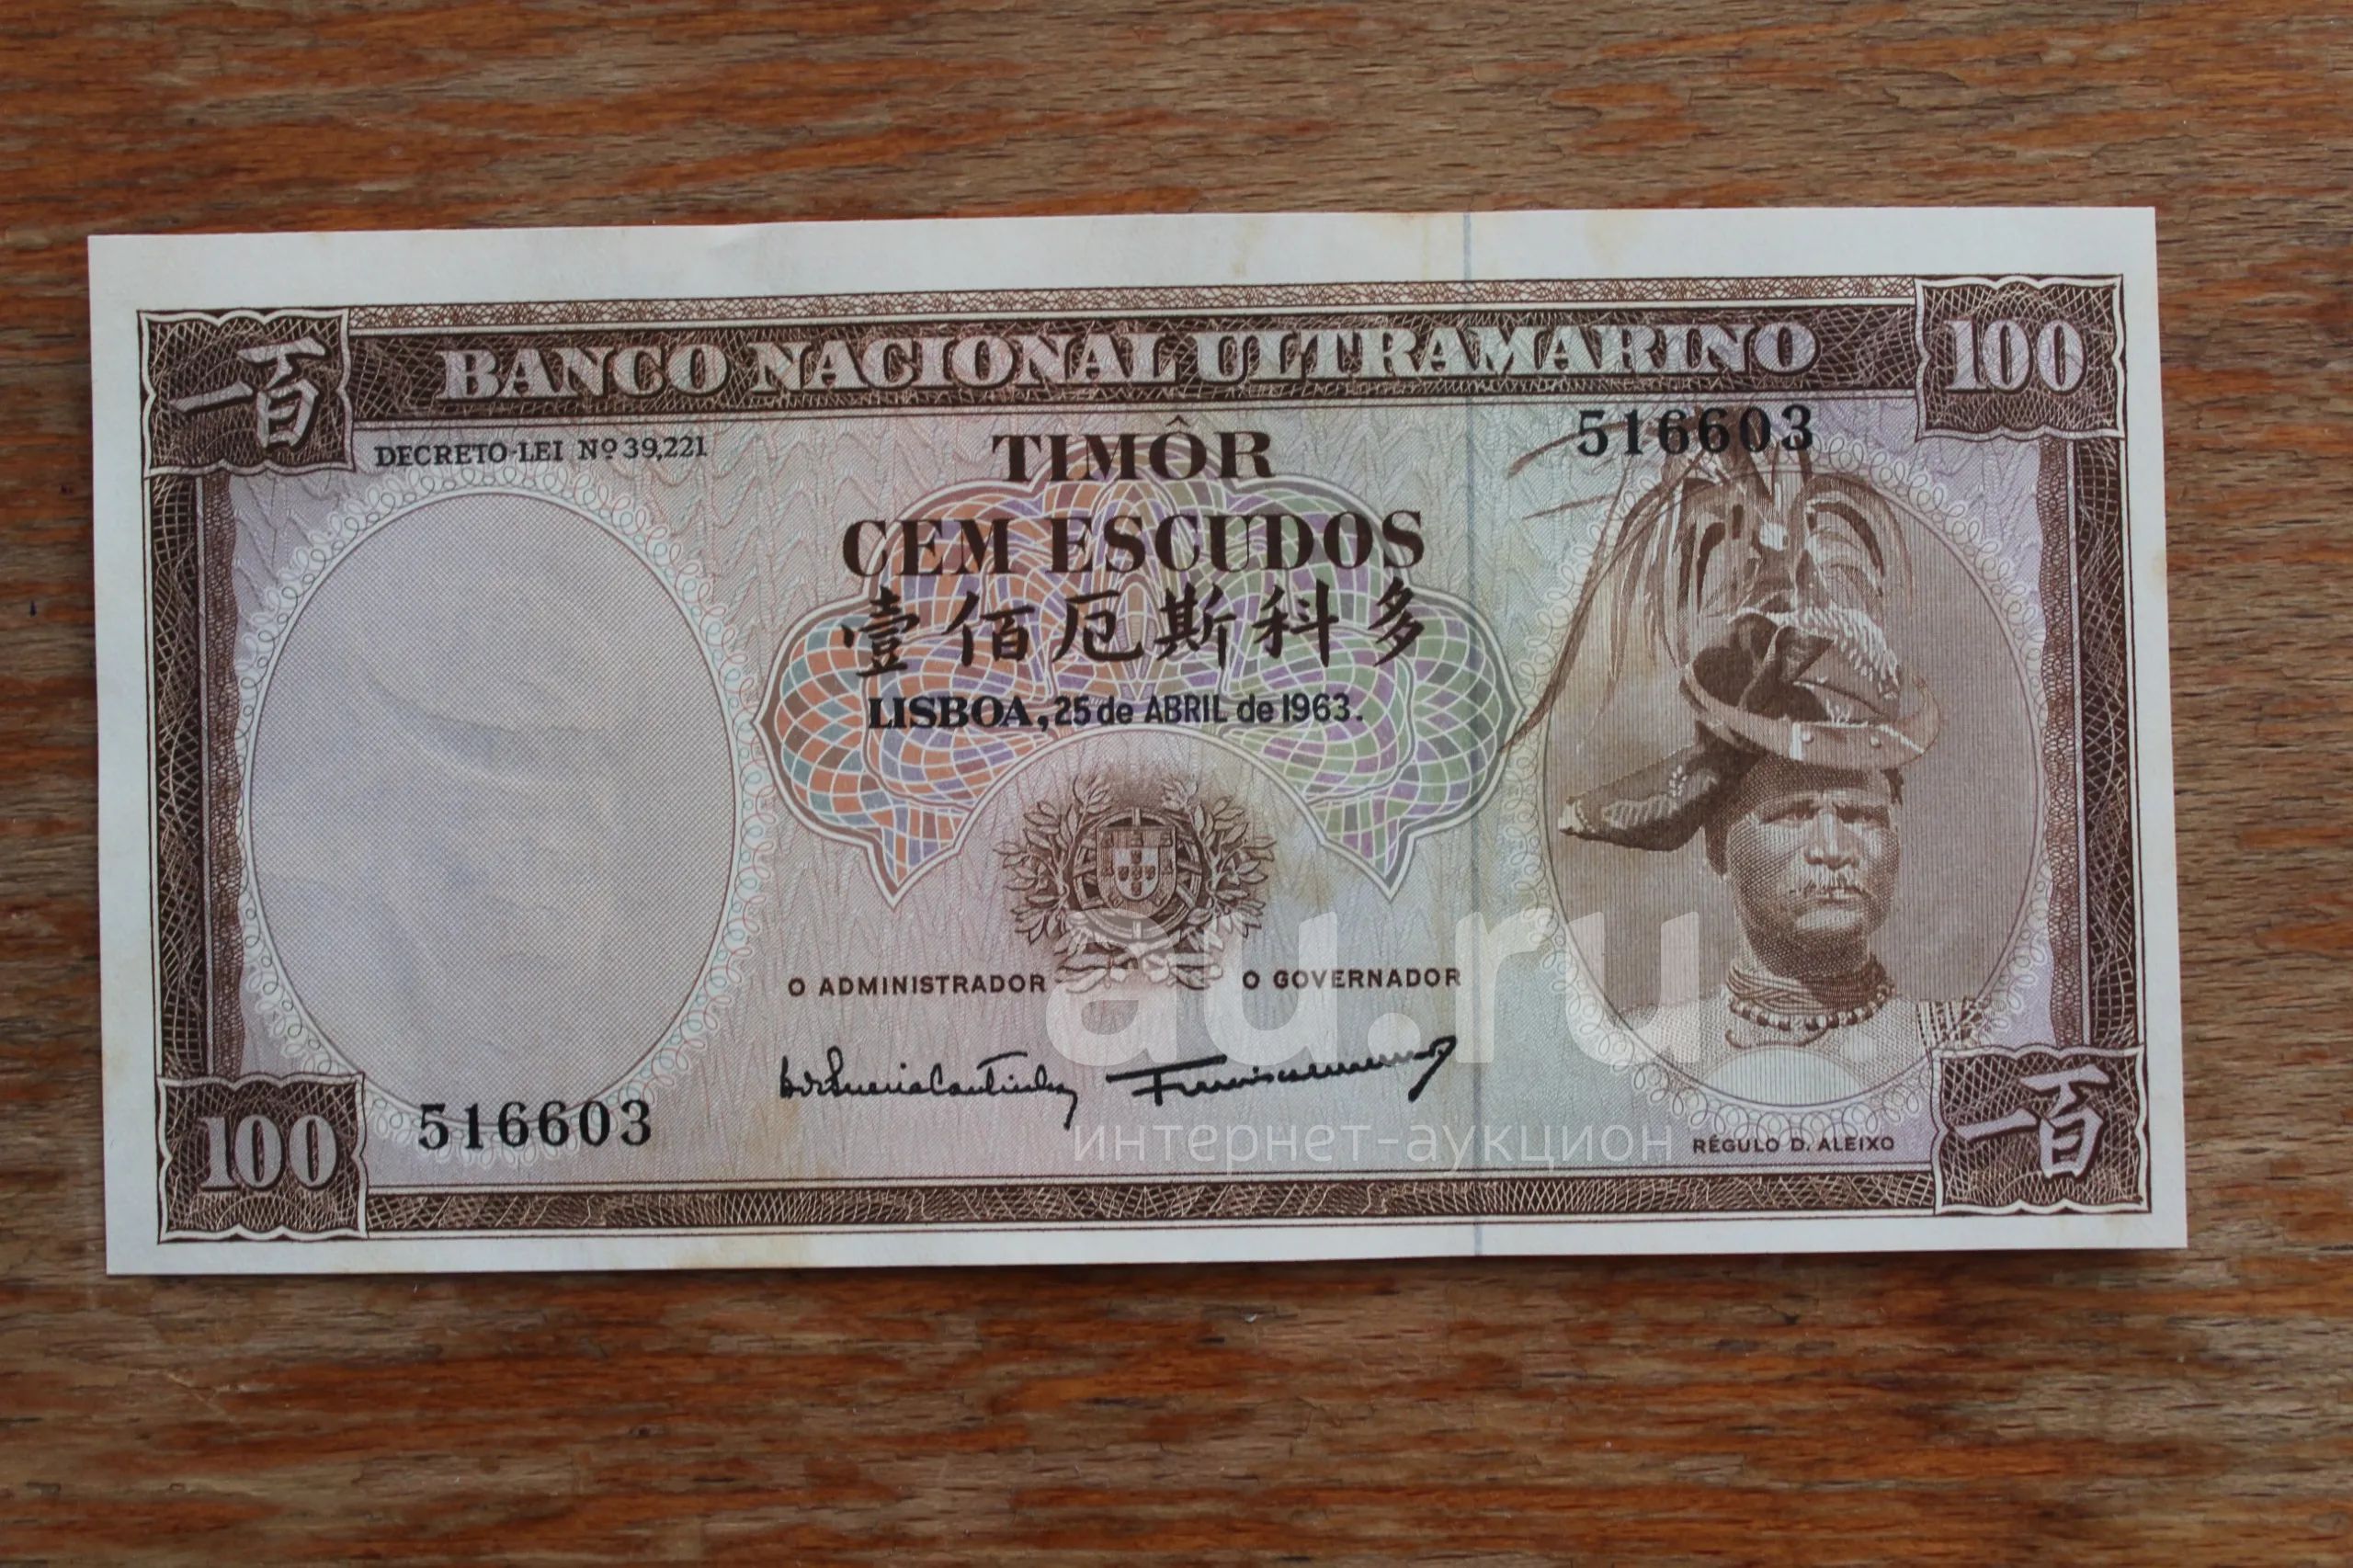 一百
BANCO NACIONAL ULTRAMARINO
100
DECRETO-LEI Nº 39,221
TIMÔR
516603
CEM ESCUDOS
壹佰厄斯科多
LISBOA, 25 de ABRIL de 1963.
O ADMINISTRADOR
O GOVERNADOR
au.ru
интернет-аукцион
100
516603
RÉGULO D. ALEIXO
一百